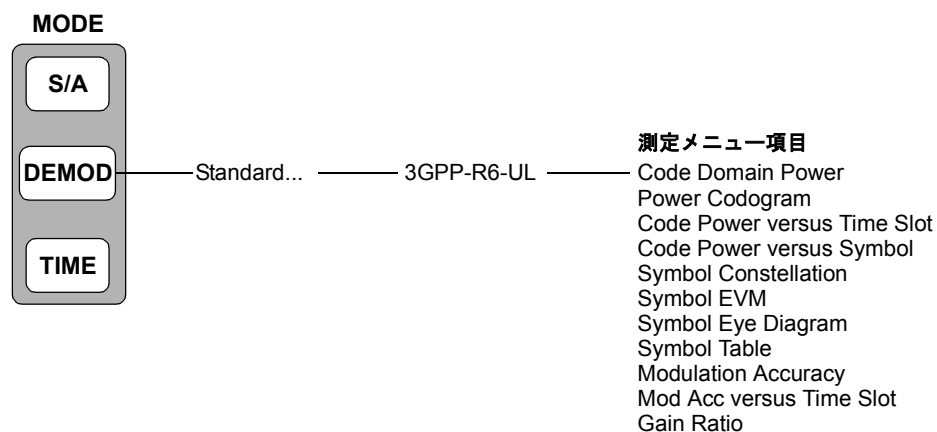 MODE
S/A
DEMOD
TIME
Standard...
3GPP-R6-UL
測定メニュー項目
Code Domain Power
Power Codogram
Code Power versus Time Slot
Code Power versus Symbol
Symbol Constellation
Symbol EVM
Symbol Eye Diagram
Symbol Table
Modulation Accuracy
Mod Acc versus Time Slot
Gain Ratio